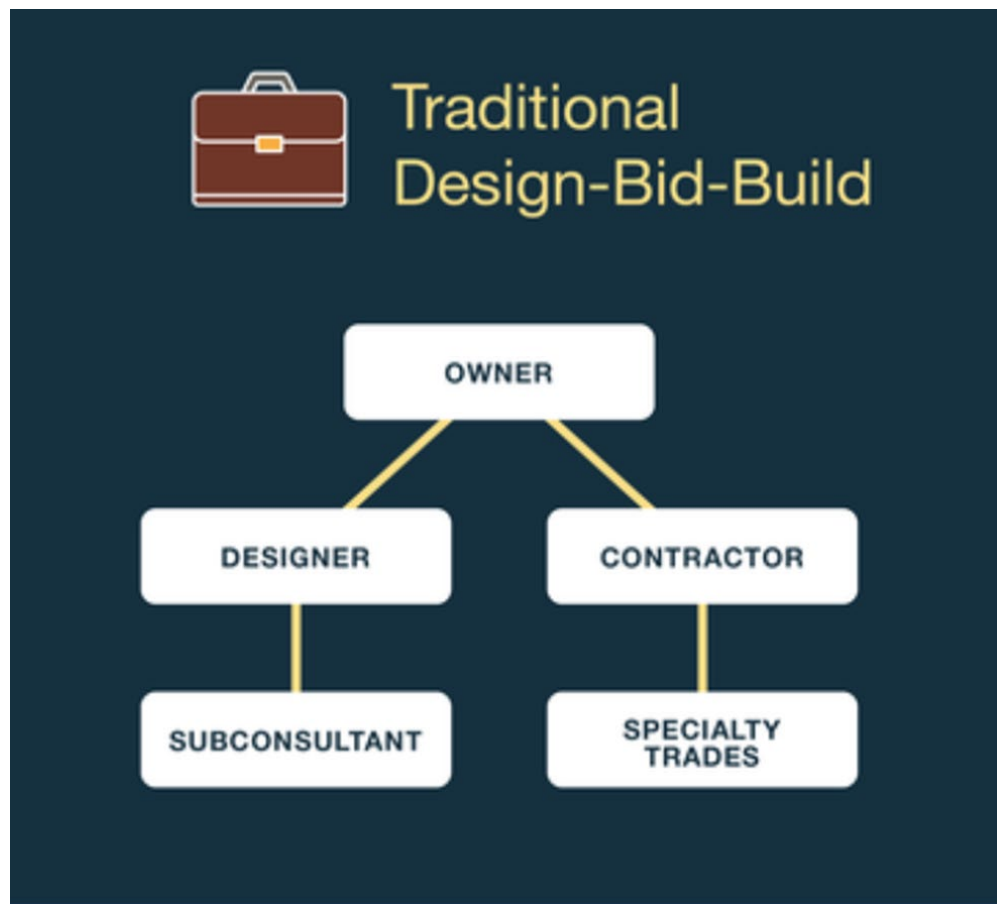 Traditional
Design-Bid-Build
OWNER
DESIGNER
CONTRACTOR
SUBCONSULTANT
SPECIALTY
TRADES